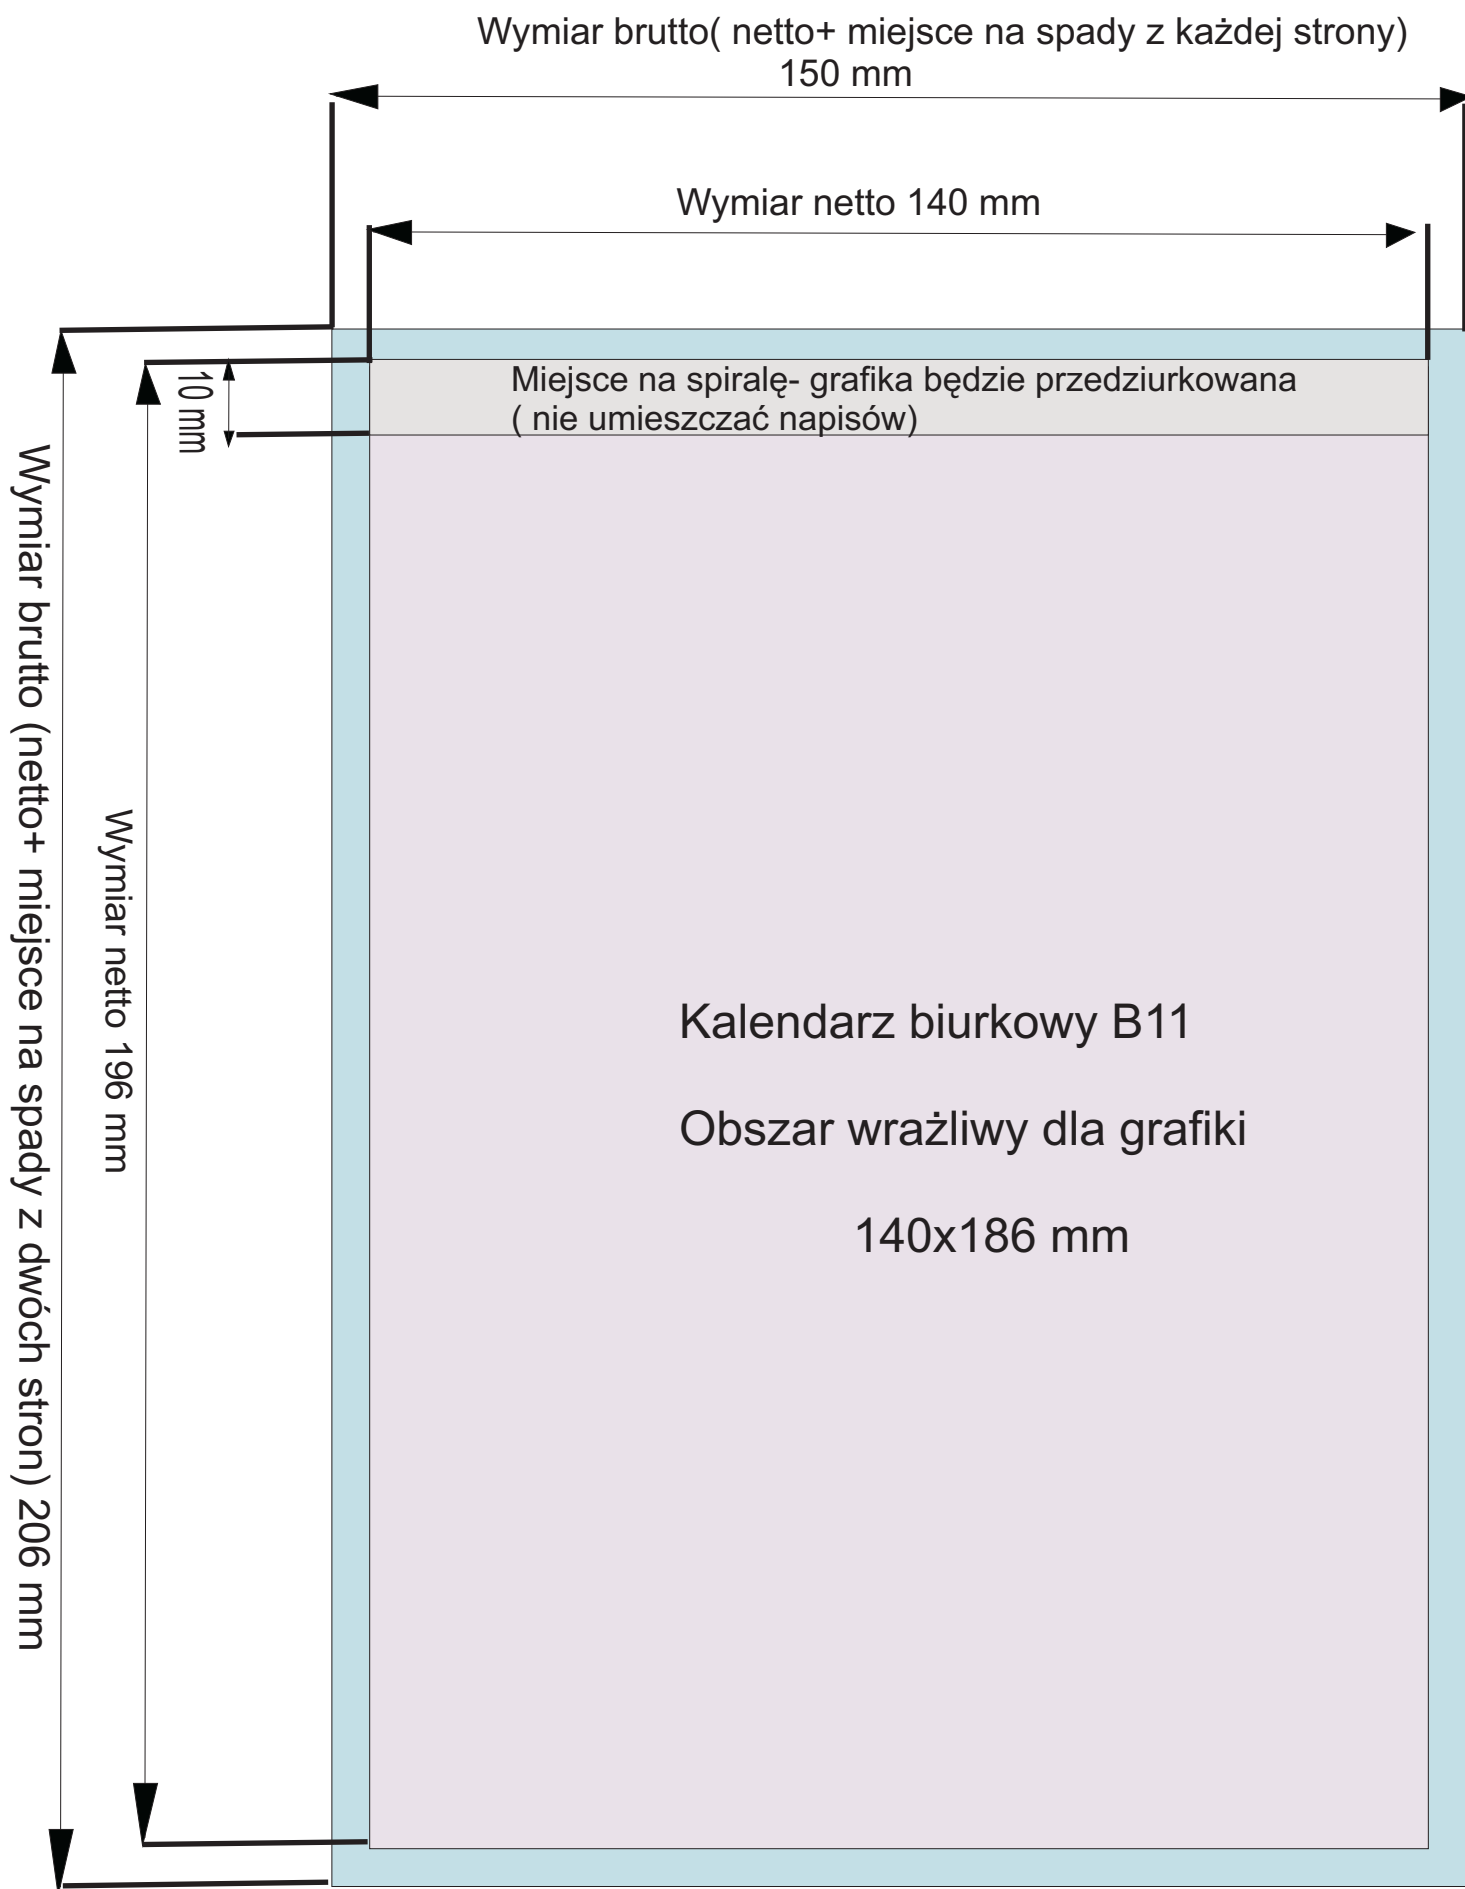 Wymiar brutto( netto+ miejsce na spady z każdej strony)
150 mm
Wymiar netto 140 mm
10 mm
Miejsce na spiralę- grafika będzie przedziurkowana
( nie umieszczać napisów)
Wymiar brutto (netto+ miejsce na spady z dwóch stron) 206 mm
Wymiar netto 196 mm
Kalendarz biurkowy B11
Obszar wrażliwy dla grafiki
140x186 mm